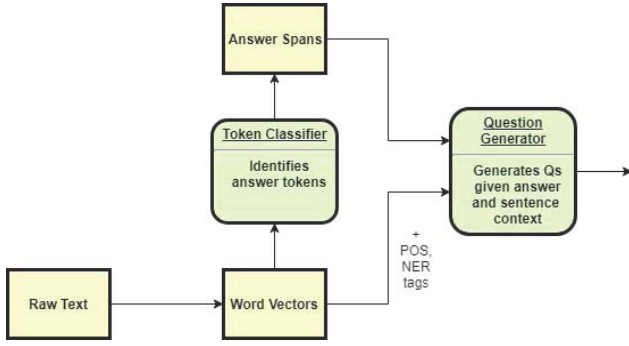 Answer Spans
Token Classifier
Identifies
answer tokens
Question
Generator
Generates Qs
given answer
and sentence
context
+
POS,
NER
tags
Raw Text
Word Vectors